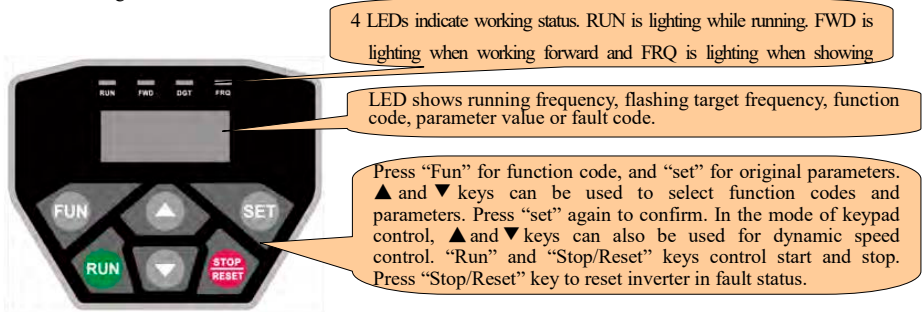 4 LEDs indicate working status. RUN is lighting while running. FWD is
lighting when working forward and FRQ is lighting when showing
RUN FWD DGT FRQ
LED shows running frequency, flashing target frequency, function
code, parameter value or fault code.
FUN SET
RUN STOP
RESET
Press “Fun” for function code, and “set” for original parameters.
▲ and ▼ keys can be used to select function codes and
parameters. Press “set” again to confirm. In the mode of keypad
control, ▲ and ▼ keys can also be used for dynamic speed
control. “Run” and “Stop/Reset” keys control start and stop.
Press “Stop/Reset” key to reset inverter in fault status.